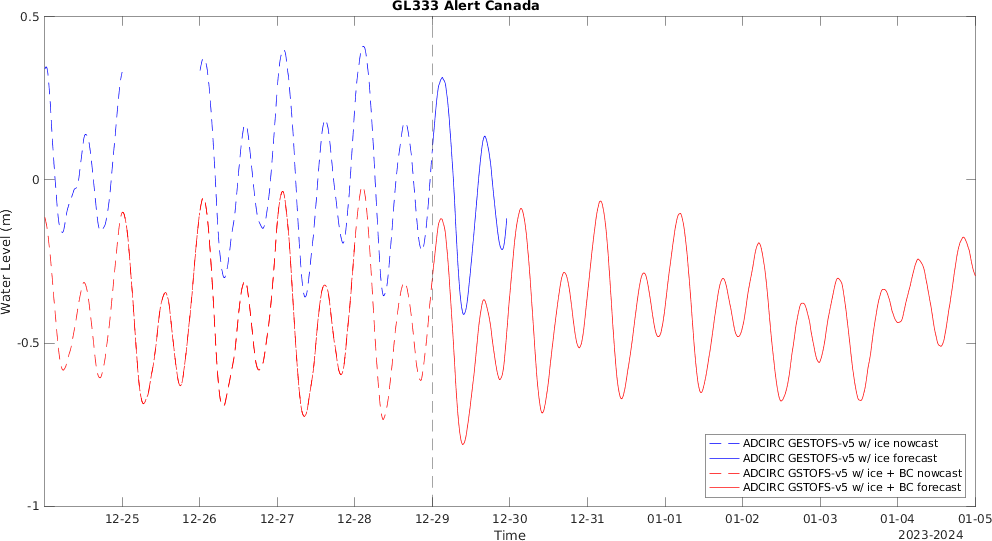 GL333 Alert Canada
0.5
0
-0.5
-1
Water Level (m)
ADCIRC GESTOFS-v5 w/ ice nowcast
ADCIRC GESTOFS-v5 w/ ice forecast
ADCIRC GSTOFS-v5 w/ ice + BC nowcast
ADCIRC GSTOFS-v5 w/ ice + BC forecast
12-25 12-26 12-27 12-28 12-29 12-30 12-31 01-01 01-02 01-03 01-04 01-05
Time
2023-2024